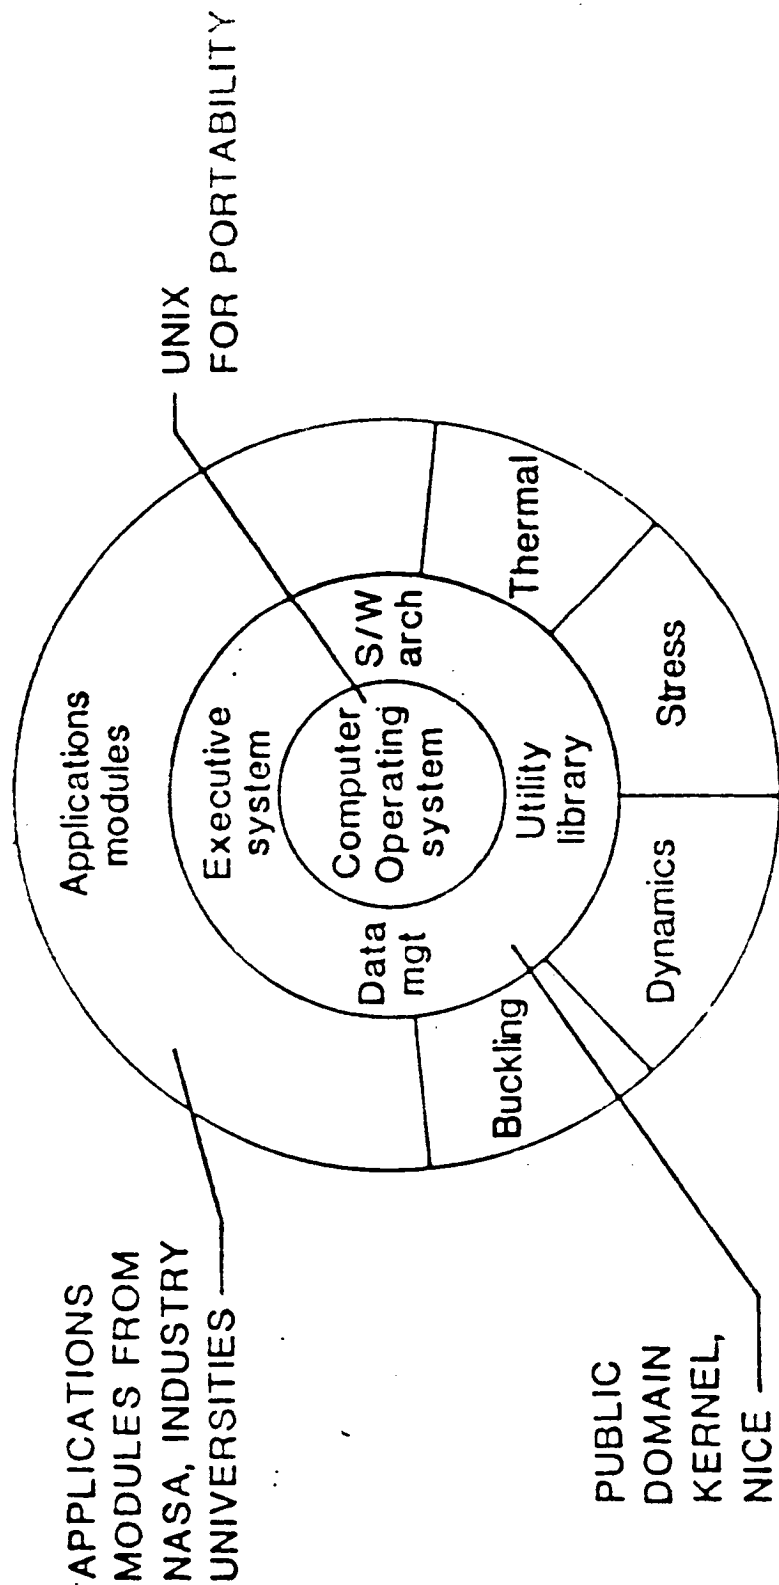 APPLICATIONS
MODULES FROM
NASA, INDUSTRY
UNIVERSITIES
UNIX
FOR PORTABILITY
Applications
modules
Executive
system
Data
mgt
Computer
Operating
system
S/W
arch
Utility
library
Buckling
Dynamics
Stress
Thermal
PUBLIC
DOMAIN
KERNEL,
NICE